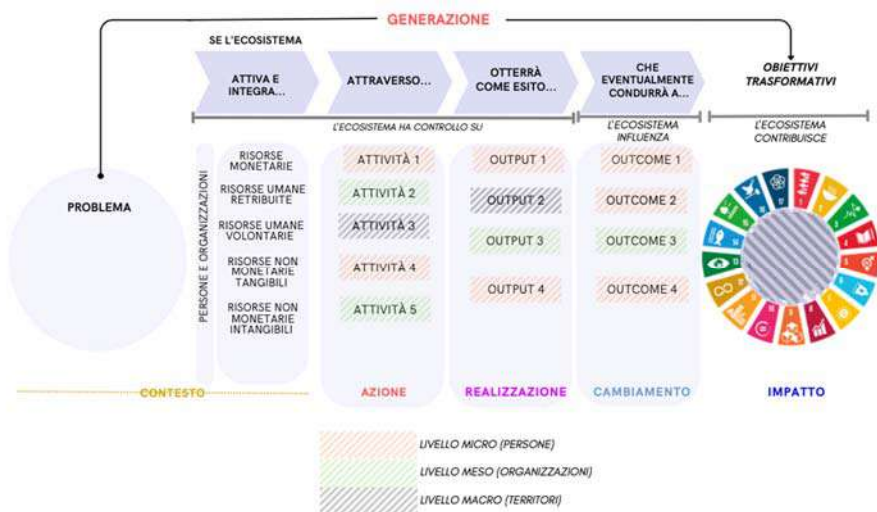 GENERAZIONE
SE L'ECOSISTEMA
ATTIVA E
INTEGRA...
ATTRAVERSO...
OTTERRÀ
COME ESITO...
CHE
EVENTUALMENTE
CONDURRÀ A...
OBIETTIVI
TRASFORMATIVI
L'ECOSISTEMA HA CONTROLLO SU
L'ECOSISTEMA
INFLUENZA
L'ECOSISTEMA
CONTRIBUISCE
PROBLEMA
PERSONE E ORGANIZZAZIONI
RISORSE
MONETARIE
RISORSE UMANE
RETRIBUITE
RISORSE UMANE
VOLONTARIE
RISORSE NON
MONETARIE
TANGIBILI
RISORSE NON
MONETARIE
INTANGIBILI
ATTIVITÀ 1
ATTIVITÀ 2
ATTIVITÀ 3
ATTIVITÀ 4
ATTIVITÀ 5
OUTPUT 1
OUTPUT 2
OUTPUT 3
OUTPUT 4
OUTCOME 1
OUTCOME 2
OUTCOME 3
OUTCOME 4
CONTESTO
AZIONE
REALIZZAZIONE
CAMBIAMENTO
IMPATTO
LIVELLO MICRO (PERSONE)
LIVELLO MESO (ORGANIZZAZIONI)
LIVELLO MACRO (TERRITORI)